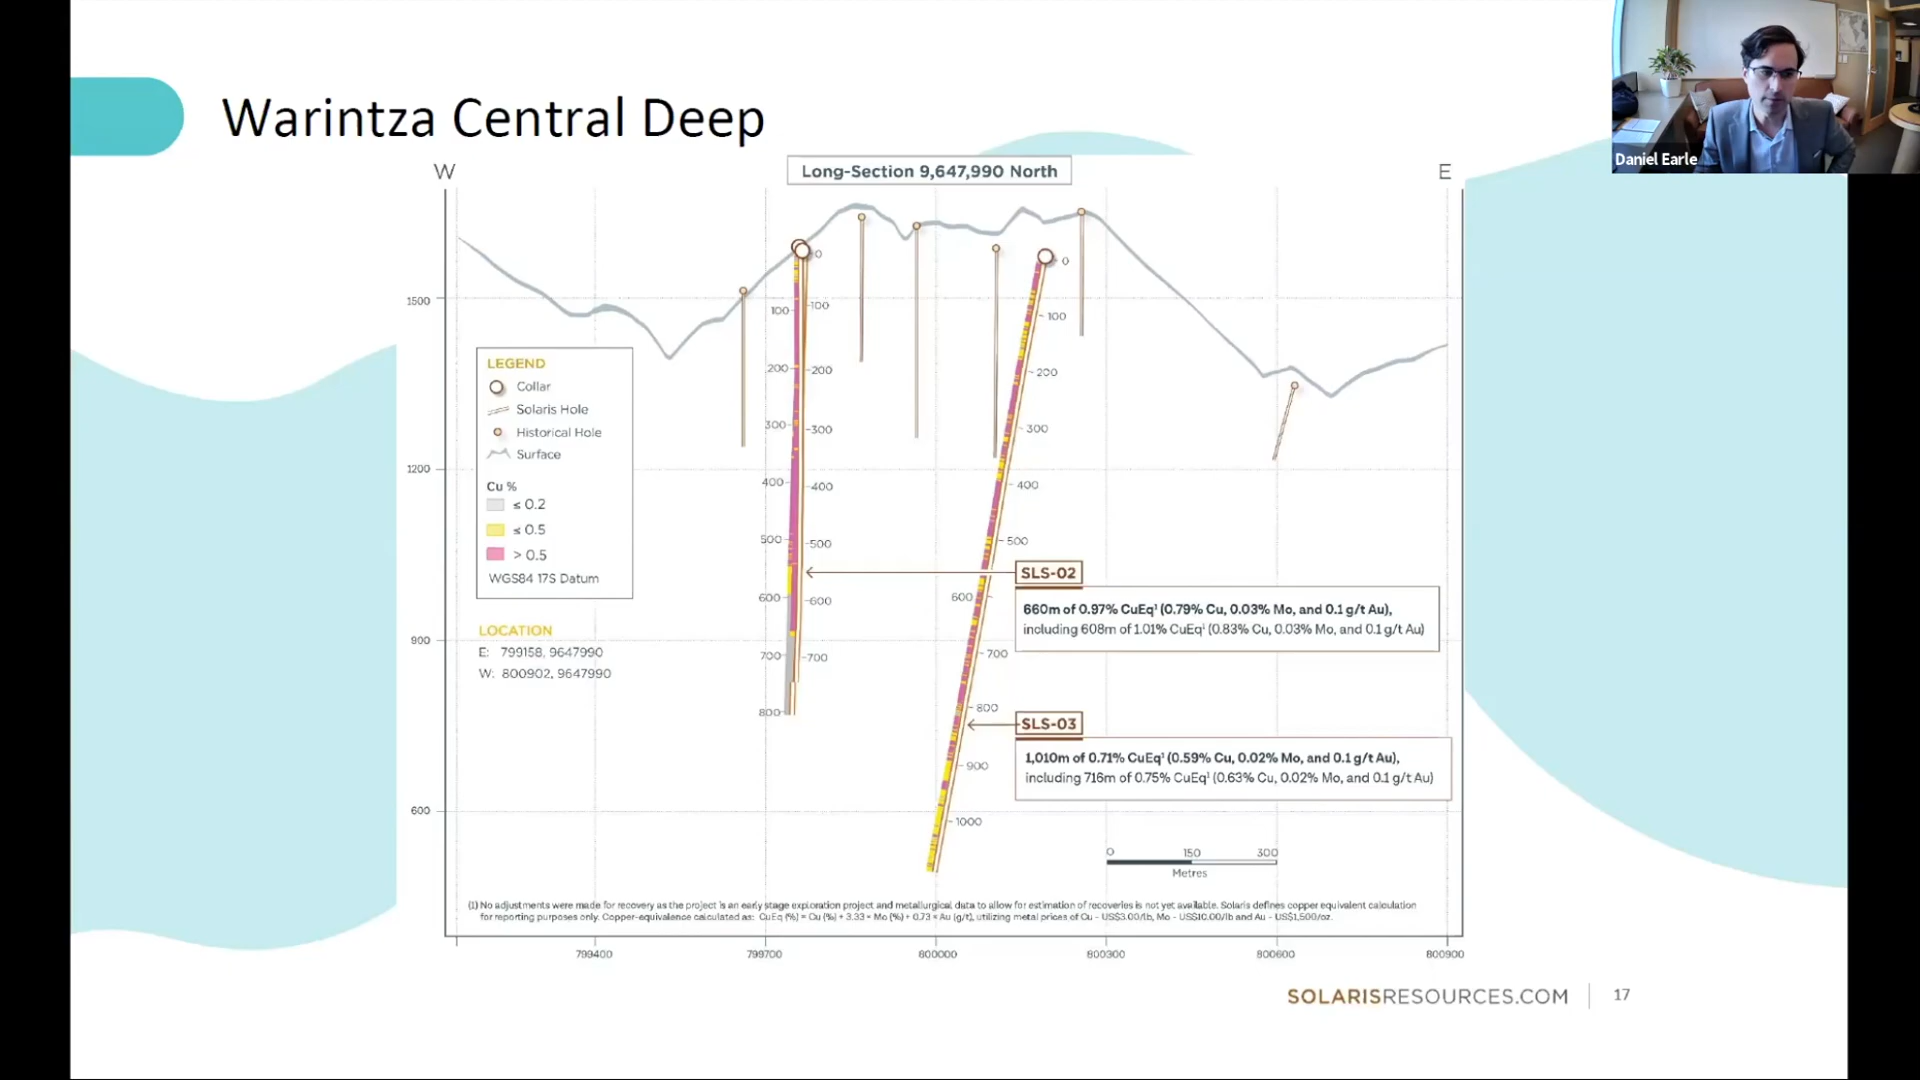 Daniel Earle
Warintza Central Deep
W
Long-Section 9,647,990 North
E
0
0
1500
100
100
100
200
200
200
300
300
300
400
400
400
500
500
500
600
600
600
700
700
700
800
800
900
1000
1200
900
600
LEGEND
Collar
Solaris Hole
Historical Hole
Surface
Cu %
≤ 0.2
≤ 0.5
> 0.5
WGS84 17S Datum
LOCATION
E: 799158, 9647990
W: 800902, 9647990
SLS-02
660m of 0.97% CuEq¹ (0.79% Cu, 0.03% Mo, and 0.1 g/t Au),
including 608m of 1.01% CuEq¹ (0.83% Cu, 0.03% Mo, and 0.1 g/t Au)
SLS-03
1,010m of 0.71% CuEq¹ (0.59% Cu, 0.02% Mo, and 0.1 g/t Au),
including 716m of 0.75% CuEq¹ (0.63% Cu, 0.02% Mo, and 0.1 g/t Au)
0 150 300
Metres
(1) No adjustments were made for recovery as the project is an early stage exploration project and metallurgical data to allow for estimation of recoveries is not yet available. Solaris defines copper equivalent calculation
for reporting purposes only. Copper-equivalence calculated as: CuEq (%) = Cu (%) + 3.33 × Mo (%) + 0.73 × Au (g/t), utilizing metal prices of Cu - US$3.00/lb, Mo - US$10.00/lb and Au - US$1,500/oz.
799400 799700 800000 800300 800600 800900
SOLARISRESOURCES.COM 17